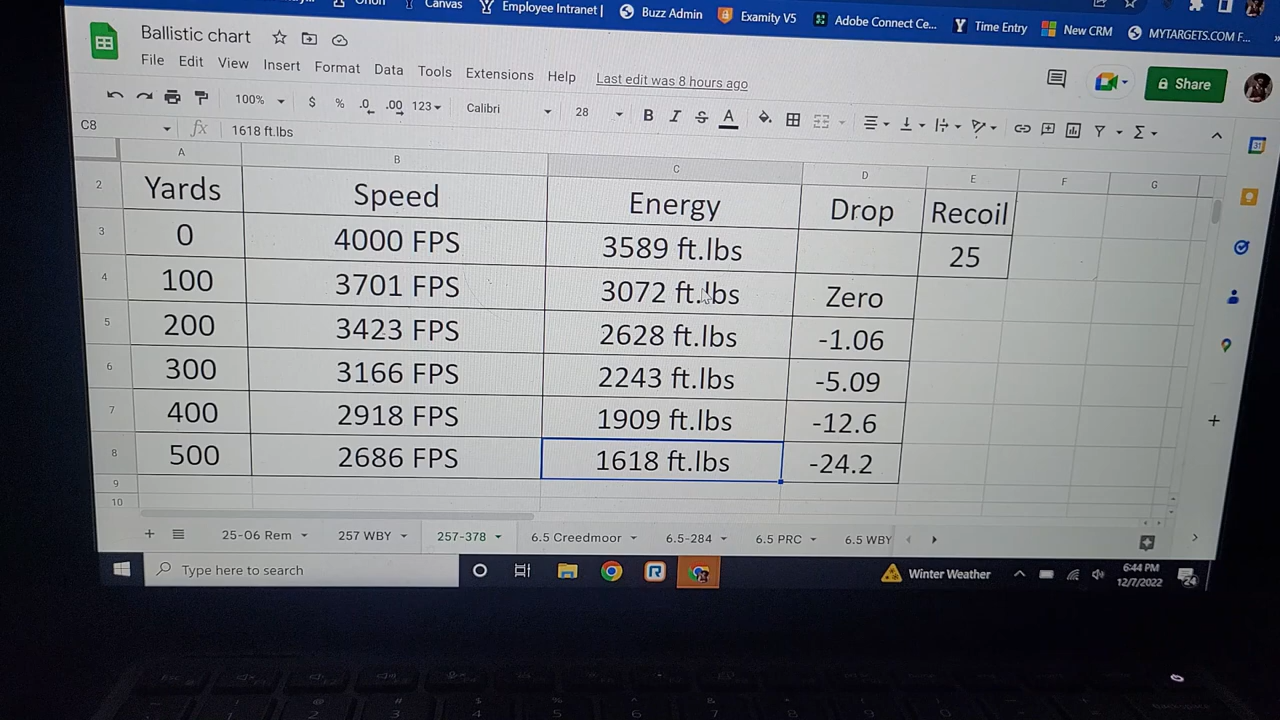 Canvas
Employee Intranet |
Buzz Admin
Examity V5
Adobe Connect Ce...
Time Entry
New CRM
MYTARGETS.COM F...
Ballistic chart
File Edit View Insert Format Data Tools Extensions Help
Last edit was 8 hours ago
Share
100% $ % .0 .00 123 Calibri 28 B I S A
C8 fx 1618 ft.lbs
A B C D E F G
2 Yards Speed Energy Drop Recoil
3 0 4000 FPS 3589 ft.lbs 25
4 100 3701 FPS 3072 ft.lbs Zero
5 200 3423 FPS 2628 ft.lbs -1.06
6 300 3166 FPS 2243 ft.lbs -5.09
7 400 2918 FPS 1909 ft.lbs -12.6
8 500 2686 FPS 1618 ft.lbs -24.2
9
10
25-06 Rem 257 WBY 257-378 6.5 Creedmoor 6.5-284 6.5 PRC 6.5 WBY
Type here to search
Winter Weather
6:44 PM
12/7/2022
24